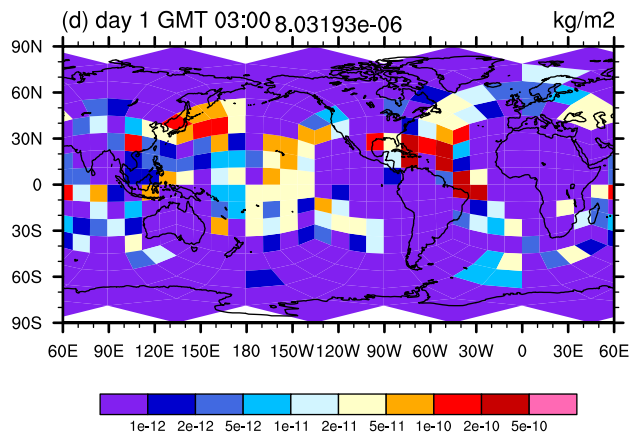 (d) day 1 GMT 03:00 8.03193e-06 kg/m2
90N
60N
30N
0
30S
60S
90S
60E 90E 120E 150E 180 150W 120W 90W 60W 30W 0 30E 60E
1e-12 2e-12 5e-12 1e-11 2e-11 5e-11 1e-10 2e-10 5e-10